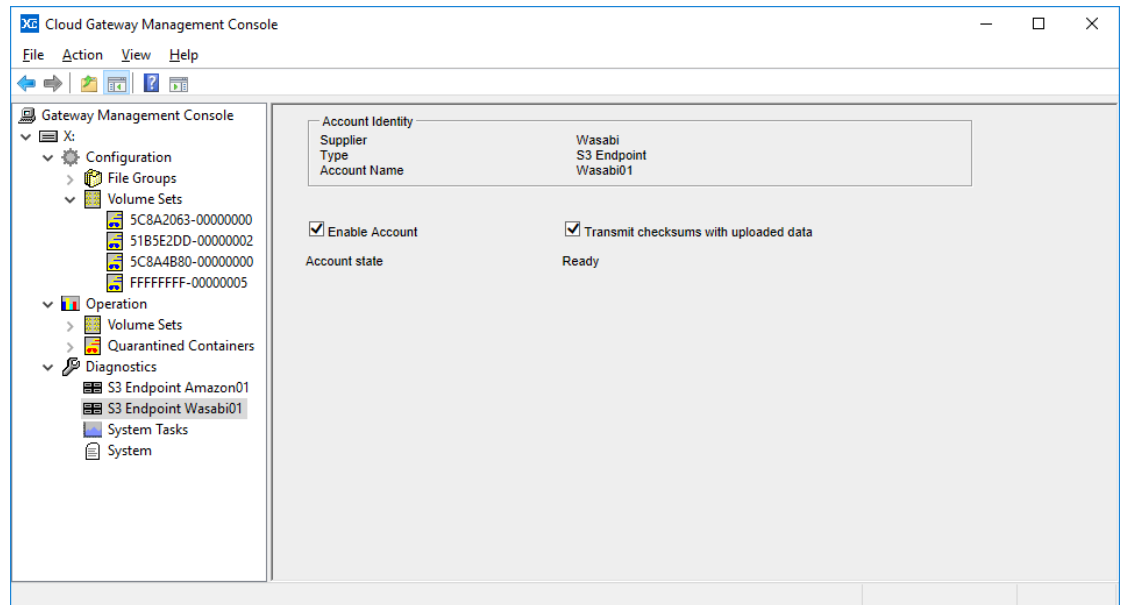 Cloud Gateway Management Console
File Action View Help
Gateway Management Console
X:
Configuration
File Groups
Volume Sets
5C8A2063-00000000
51B5E2DD-00000002
5C8A4B80-00000000
FFFFFFFF-00000005
Operation
Volume Sets
Quarantined Containers
Diagnostics
S3 Endpoint Amazon01
S3 Endpoint Wasabi01
System Tasks
System
Account Identity
Supplier Wasabi
Type S3 Endpoint
Account Name Wasabi01
Enable Account Transmit checksums with uploaded data
Account state Ready